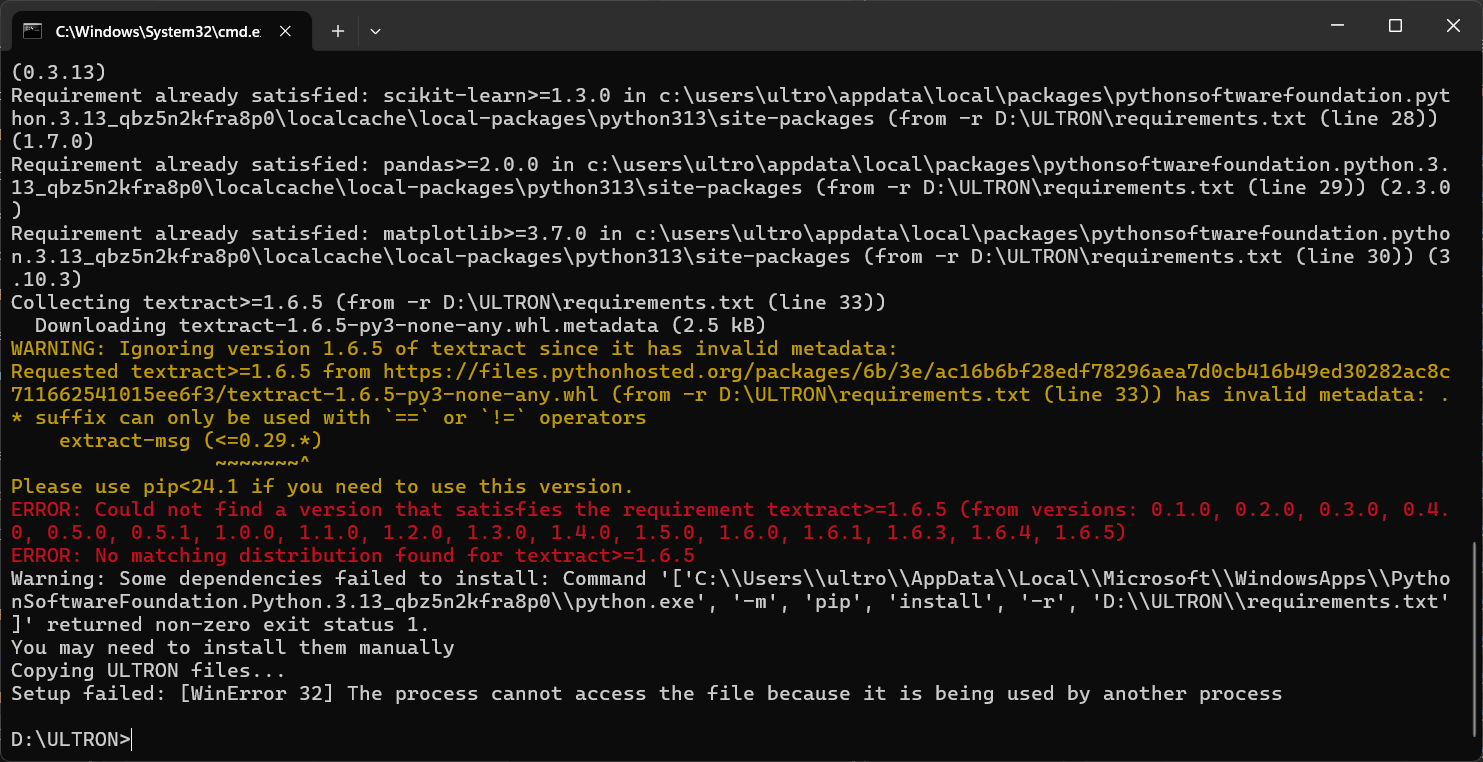 C:\Windows\System32\cmd.e
(0.3.13)
Requirement already satisfied: scikit-learn>=1.3.0 in c:\users\ultro\appdata\local\packages\pythonsoftwarefoundation.pyt
hon.3.13_qbz5n2kfra8p0\localcache\local-packages\python313\site-packages (from -r D:\ULTRON\requirements.txt (line 28))
(1.7.0)
Requirement already satisfied: pandas>=2.0.0 in c:\users\ultro\appdata\local\packages\pythonsoftwarefoundation.python.3.
13_qbz5n2kfra8p0\localcache\local-packages\python313\site-packages (from -r D:\ULTRON\requirements.txt (line 29)) (2.3.0
)
Requirement already satisfied: matplotlib>=3.7.0 in c:\users\ultro\appdata\local\packages\pythonsoftwarefoundation.pytho
n.3.13_qbz5n2kfra8p0\localcache\local-packages\python313\site-packages (from -r D:\ULTRON\requirements.txt (line 30)) (3
.10.3)
Collecting textract>=1.6.5 (from -r D:\ULTRON\requirements.txt (line 33))
  Downloading textract-1.6.5-py3-none-any.whl.metadata (2.5 kB)
WARNING: Ignoring version 1.6.5 of textract since it has invalid metadata:
Requested textract>=1.6.5 from https://files.pythonhosted.org/packages/6b/3e/ac16b6bf28edf78296aea7d0cb416b49ed30282ac8c
711662541015ee6f3/textract-1.6.5-py3-none-any.whl (from -r D:\ULTRON\requirements.txt (line 33)) has invalid metadata: .
* suffix can only be used with `==` or `!=` operators
    extract-msg (<=0.29.*)
                 ~~~~~~~^
Please use pip<24.1 if you need to use this version.
ERROR: Could not find a version that satisfies the requirement textract>=1.6.5 (from versions: 0.1.0, 0.2.0, 0.3.0, 0.4.
0, 0.5.0, 0.5.1, 1.0.0, 1.1.0, 1.2.0, 1.3.0, 1.4.0, 1.5.0, 1.6.0, 1.6.1, 1.6.3, 1.6.4, 1.6.5)
ERROR: No matching distribution found for textract>=1.6.5
Warning: Some dependencies failed to install: Command '['C:\\Users\\ultro\\AppData\\Local\\Microsoft\\WindowsApps\\Pytho
nSoftwareFoundation.Python.3.13_qbz5n2kfra8p0\\python.exe', '-m', 'pip', 'install', '-r', 'D:\\ULTRON\\requirements.txt'
]' returned non-zero exit status 1.
You may need to install them manually
Copying ULTRON files...
Setup failed: [WinError 32] The process cannot access the file because it is being used by another process
D:\ULTRON>